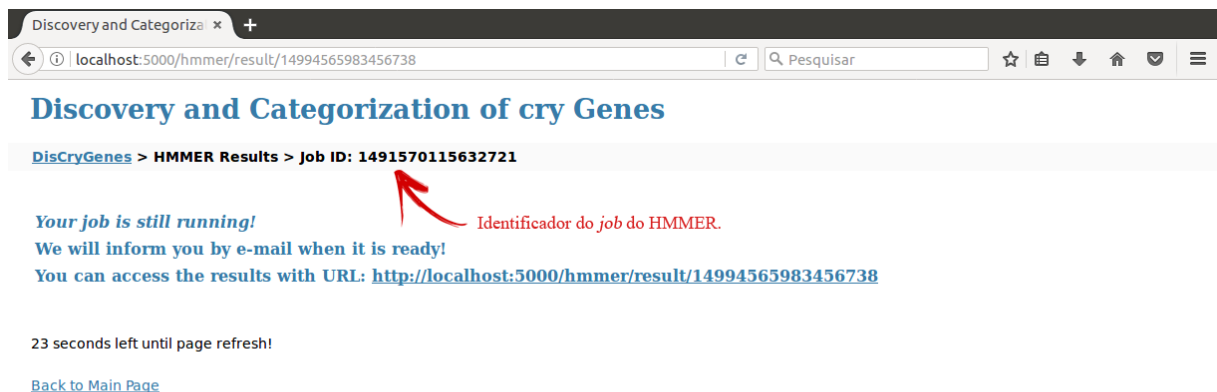 Discovery and Categoriza
localhost:5000/hmmer/result/14994565983456738
Pesquisar
Discovery and Categorization of cry Genes
DisCryGenes > HMMER Results > Job ID: 1491570115632721
Identificador do job do HMMER.
Your job is still running!
We will inform you by e-mail when it is ready!
You can access the results with URL: http://localhost:5000/hmmer/result/14994565983456738
23 seconds left until page refresh!
Back to Main Page